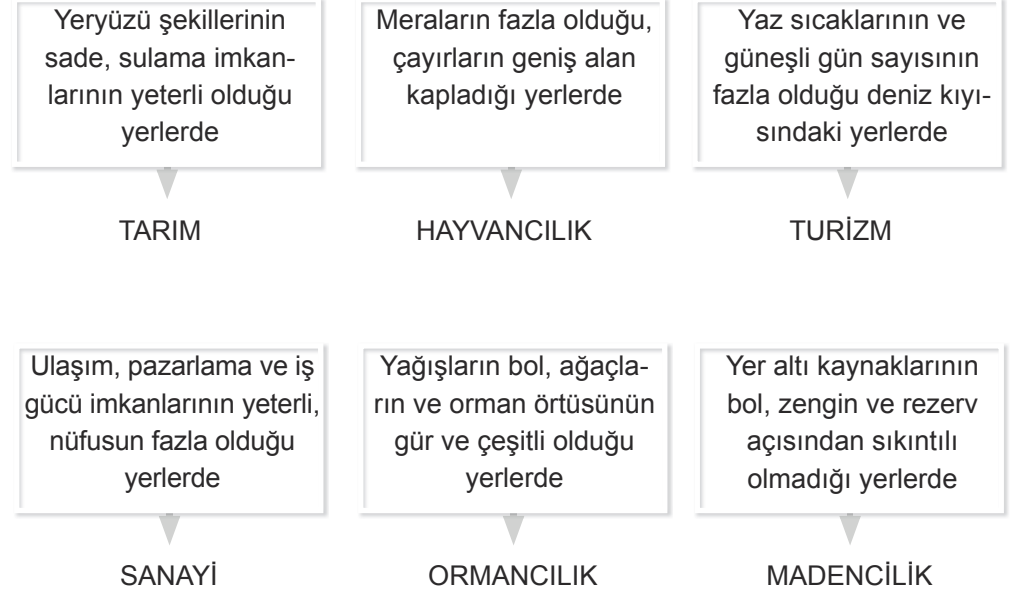 Yeryüzü şekillerinin
sade, sulama imkan-
larının yeterli olduğu
yerlerde
TARIM
Meraların fazla olduğu,
çayırların geniş alan
kapladığı yerlerde
HAYVANCILIK
Yaz sıcaklarının ve
güneşli gün sayısının
fazla olduğu deniz kıyı-
sındaki yerlerde
TURİZM
Ulaşım, pazarlama ve iş
gücü imkanlarının yeterli,
nüfusun fazla olduğu
yerlerde
SANAYİ
Yağışların bol, ağaçla-
rın ve orman örtüsünün
gür ve çeşitli olduğu
yerlerde
ORMANCILIK
Yer altı kaynaklarının
bol, zengin ve rezerv
açısından sıkıntılı
olmadığı yerlerde
MADENCİLİK